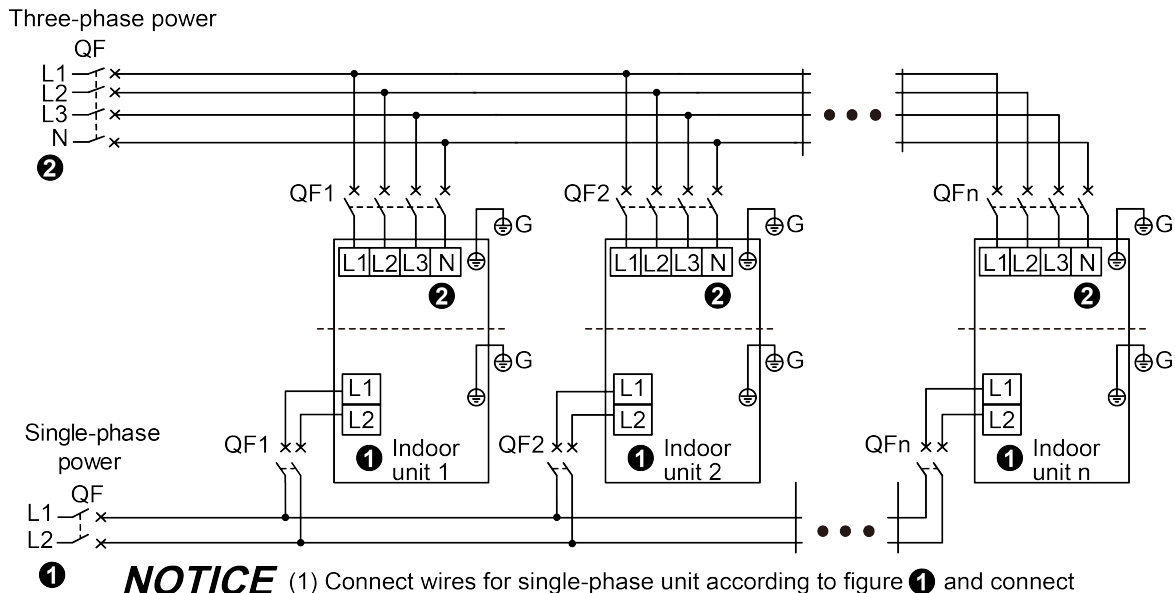 Three-phase power
QF
L1
L2
L3
N
2
QF1
QF2
QFn
G
G
G
L1 L2 L3 N
L1 L2 L3 N
L1 L2 L3 N
2
2
2
G
G
G
L1
L2
L1
L2
L1
L2
Single-phase
power
QF1
1 Indoor
unit 1
QF2
1 Indoor
unit 2
QFn
1 Indoor
unit n
QF
L1
L2
1
NOTICE (1) Connect wires for single-phase unit according to figure 1 and connect